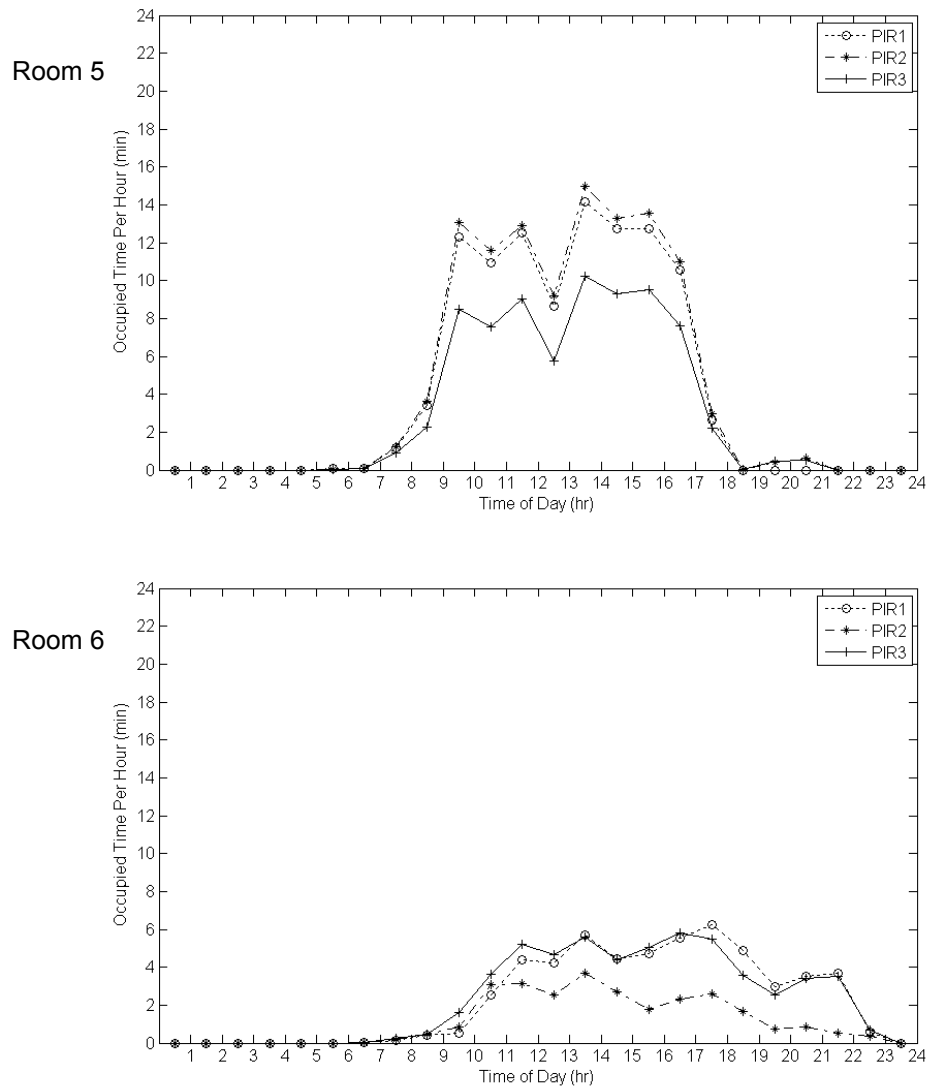 Room 5
Occupied Time Per Hour (min)
24
22
20
18
16
14
12
10
8
6
4
2
0
PIR1
PIR2
PIR3
1 2 3 4 5 6 7 8 9 10 11 12 13 14 15 16 17 18 19 20 21 22 23 24
Time of Day (hr)
Room 6
Occupied Time Per Hour (min)
24
22
20
18
16
14
12
10
8
6
4
2
0
PIR1
PIR2
PIR3
1 2 3 4 5 6 7 8 9 10 11 12 13 14 15 16 17 18 19 20 21 22 23 24
Time of Day (hr)